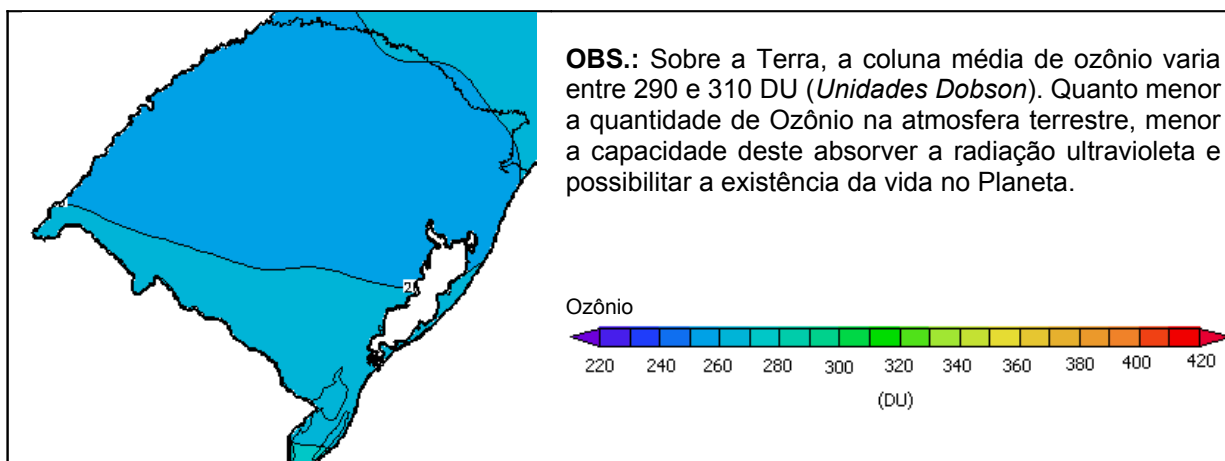 OBS.: Sobre a Terra, a coluna média de ozônio varia
entre 290 e 310 DU (Unidades Dobson). Quanto menor
a quantidade de Ozônio na atmosfera terrestre, menor
a capacidade deste absorver a radiação ultravioleta e
possibilitar a existência da vida no Planeta.
2
Ozônio
220 240 260 280 300 320 340 360 380 400 420
(DU)